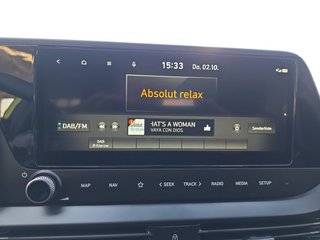 15:33 Do. 02.10.
Absolut relax
DAB/FM
HAT'S A WOMAN
VAYA CON DIOS
Senderliste
DAB
MAP NAV SEEK TRACK RADIO MEDIA SETUP